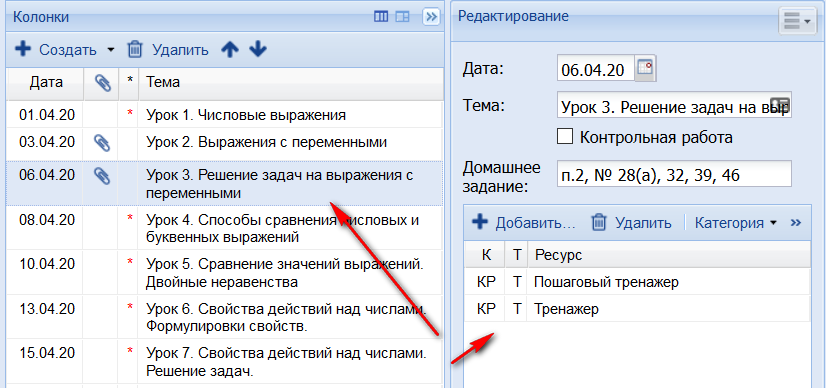 Колонки
Создать Удалить
Дата * Тема
01.04.20 * Урок 1. Числовые выражения
03.04.20 Урок 2. Выражения с переменными
06.04.20 Урок 3. Решение задач на выражения с
переменными
08.04.20 * Урок 4. Способы сравнения числовых и
буквенных выражений
10.04.20 * Урок 5. Сравнение значений выражений.
Двойные неравенства
13.04.20 * Урок 6. Свойства действий над числами.
Формулировки свойств.
15.04.20 * Урок 7. Свойства действий над числами.
Решение задач.
Редактирование
Дата: 06.04.20
Тема: Урок 3. Решение задач на выр
Контрольная работа
Домашнее
задание: п.2, № 28(а), 32, 39, 46
Добавить... Удалить Категория »
К Т Ресурс
КР Т Пошаговый тренажер
КР Т Тренажер